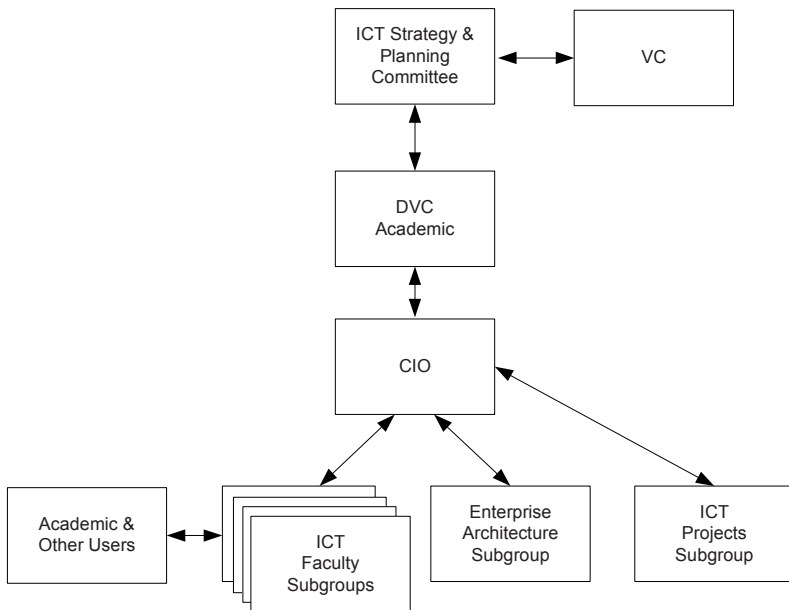 ICT Strategy &
Planning
Committee
VC
DVC
Academic
CIO
Academic &
Other Users
ICT
Faculty
Subgroups
Enterprise
Architecture
Subgroup
ICT
Projects
Subgroup